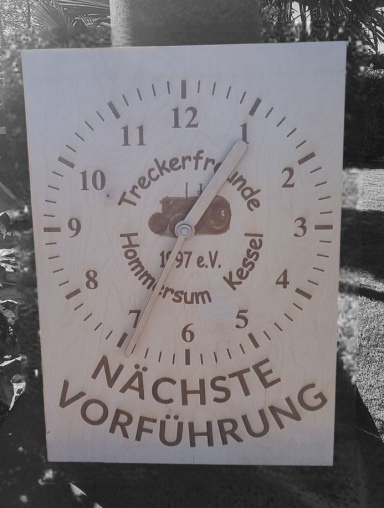 12
1
2
3
4
5
6
7
8
9
10
11
Treckerfreunde
1997 e.V.
Hommersum Kessel
NÄCHSTE
VORFÜHRUNG